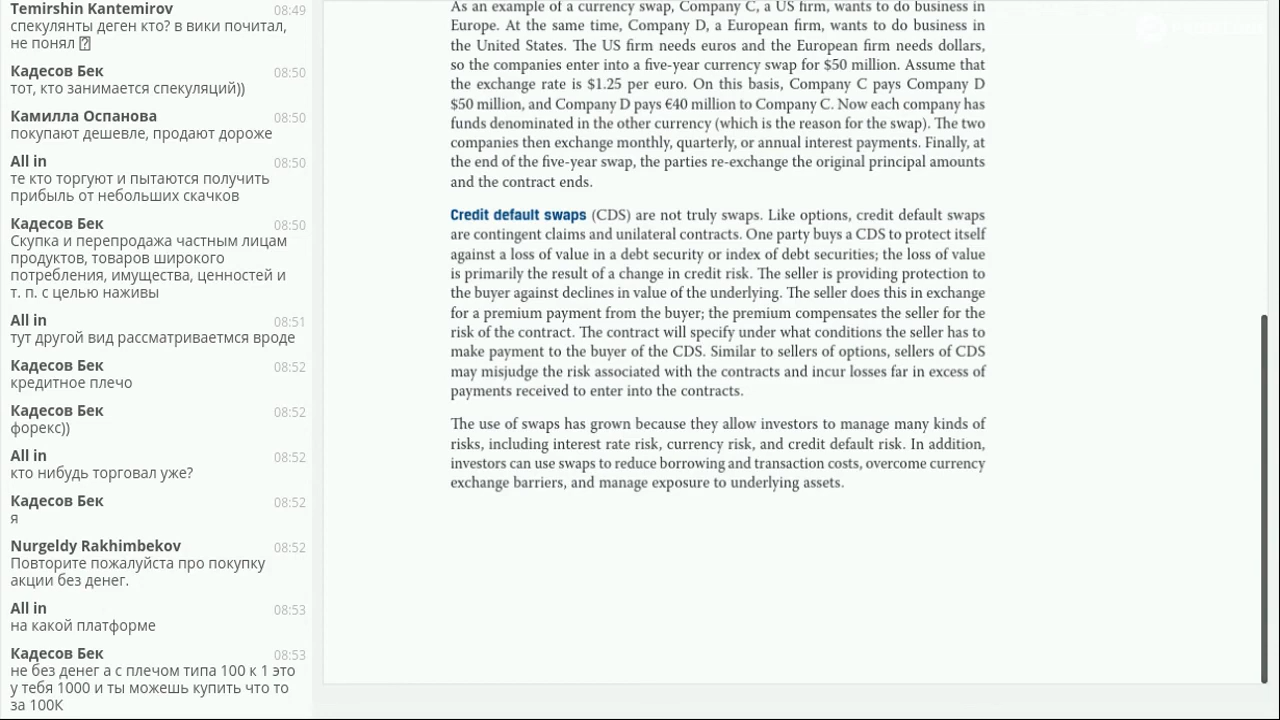 Temirshin Kantemirov 08:49
спекулянты деген кто? в вики почитал,
не понял
Кадесов Бек 08:50
тот, кто занимается спекуляций))
Камилла Оспанова 08:50
покупают дешевле, продают дороже
All in 08:50
те кто торгуют и пытаются получить
прибыль от небольших скачков
Кадесов Бек 08:50
Скупка и перепродажа частным лицам
продуктов, товаров широкого
потребления, имущества, ценностей и
т. п. с целью наживы
All in 08:51
тут другой вид рассматриваетмся вроде
Кадесов Бек 08:52
кредитное плечо
Кадесов Бек 08:52
форекс))
All in 08:52
кто нибудь торговал уже?
Кадесов Бек 08:52
я
Nurgeldy Rakhimbekov 08:52
Повторите пожалуйста про покупку
акции без денег.
All in 08:53
на какой платформе
Кадесов Бек 08:53
не без денег а с плечом типа 100 к 1 это
у тебя 1000 и ты можешь купить что то
за 100К
As an example of a currency swap, Company C, a US firm, wants to do business in
Europe. At the same time, Company D, a European firm, wants to do business in
the United States. The US firm needs euros and the European firm needs dollars,
so the companies enter into a five-year currency swap for $50 million. Assume that
the exchange rate is $1.25 per euro. On this basis, Company C pays Company D
$50 million, and Company D pays €40 million to Company C. Now each company has
funds denominated in the other currency (which is the reason for the swap). The two
companies then exchange monthly, quarterly, or annual interest payments. Finally, at
the end of the five-year swap, the parties re-exchange the original principal amounts
and the contract ends.
Credit default swaps (CDS) are not truly swaps. Like options, credit default swaps
are contingent claims and unilateral contracts. One party buys a CDS to protect itself
against a loss of value in a debt security or index of debt securities; the loss of value
is primarily the result of a change in credit risk. The seller is providing protection to
the buyer against declines in value of the underlying. The seller does this in exchange
for a premium payment from the buyer; the premium compensates the seller for the
risk of the contract. The contract will specify under what conditions the seller has to
make payment to the buyer of the CDS. Similar to sellers of options, sellers of CDS
may misjudge the risk associated with the contracts and incur losses far in excess of
payments received to enter into the contracts.
The use of swaps has grown because they allow investors to manage many kinds of
risks, including interest rate risk, currency risk, and credit default risk. In addition,
investors can use swaps to reduce borrowing and transaction costs, overcome currency
exchange barriers, and manage exposure to underlying assets.